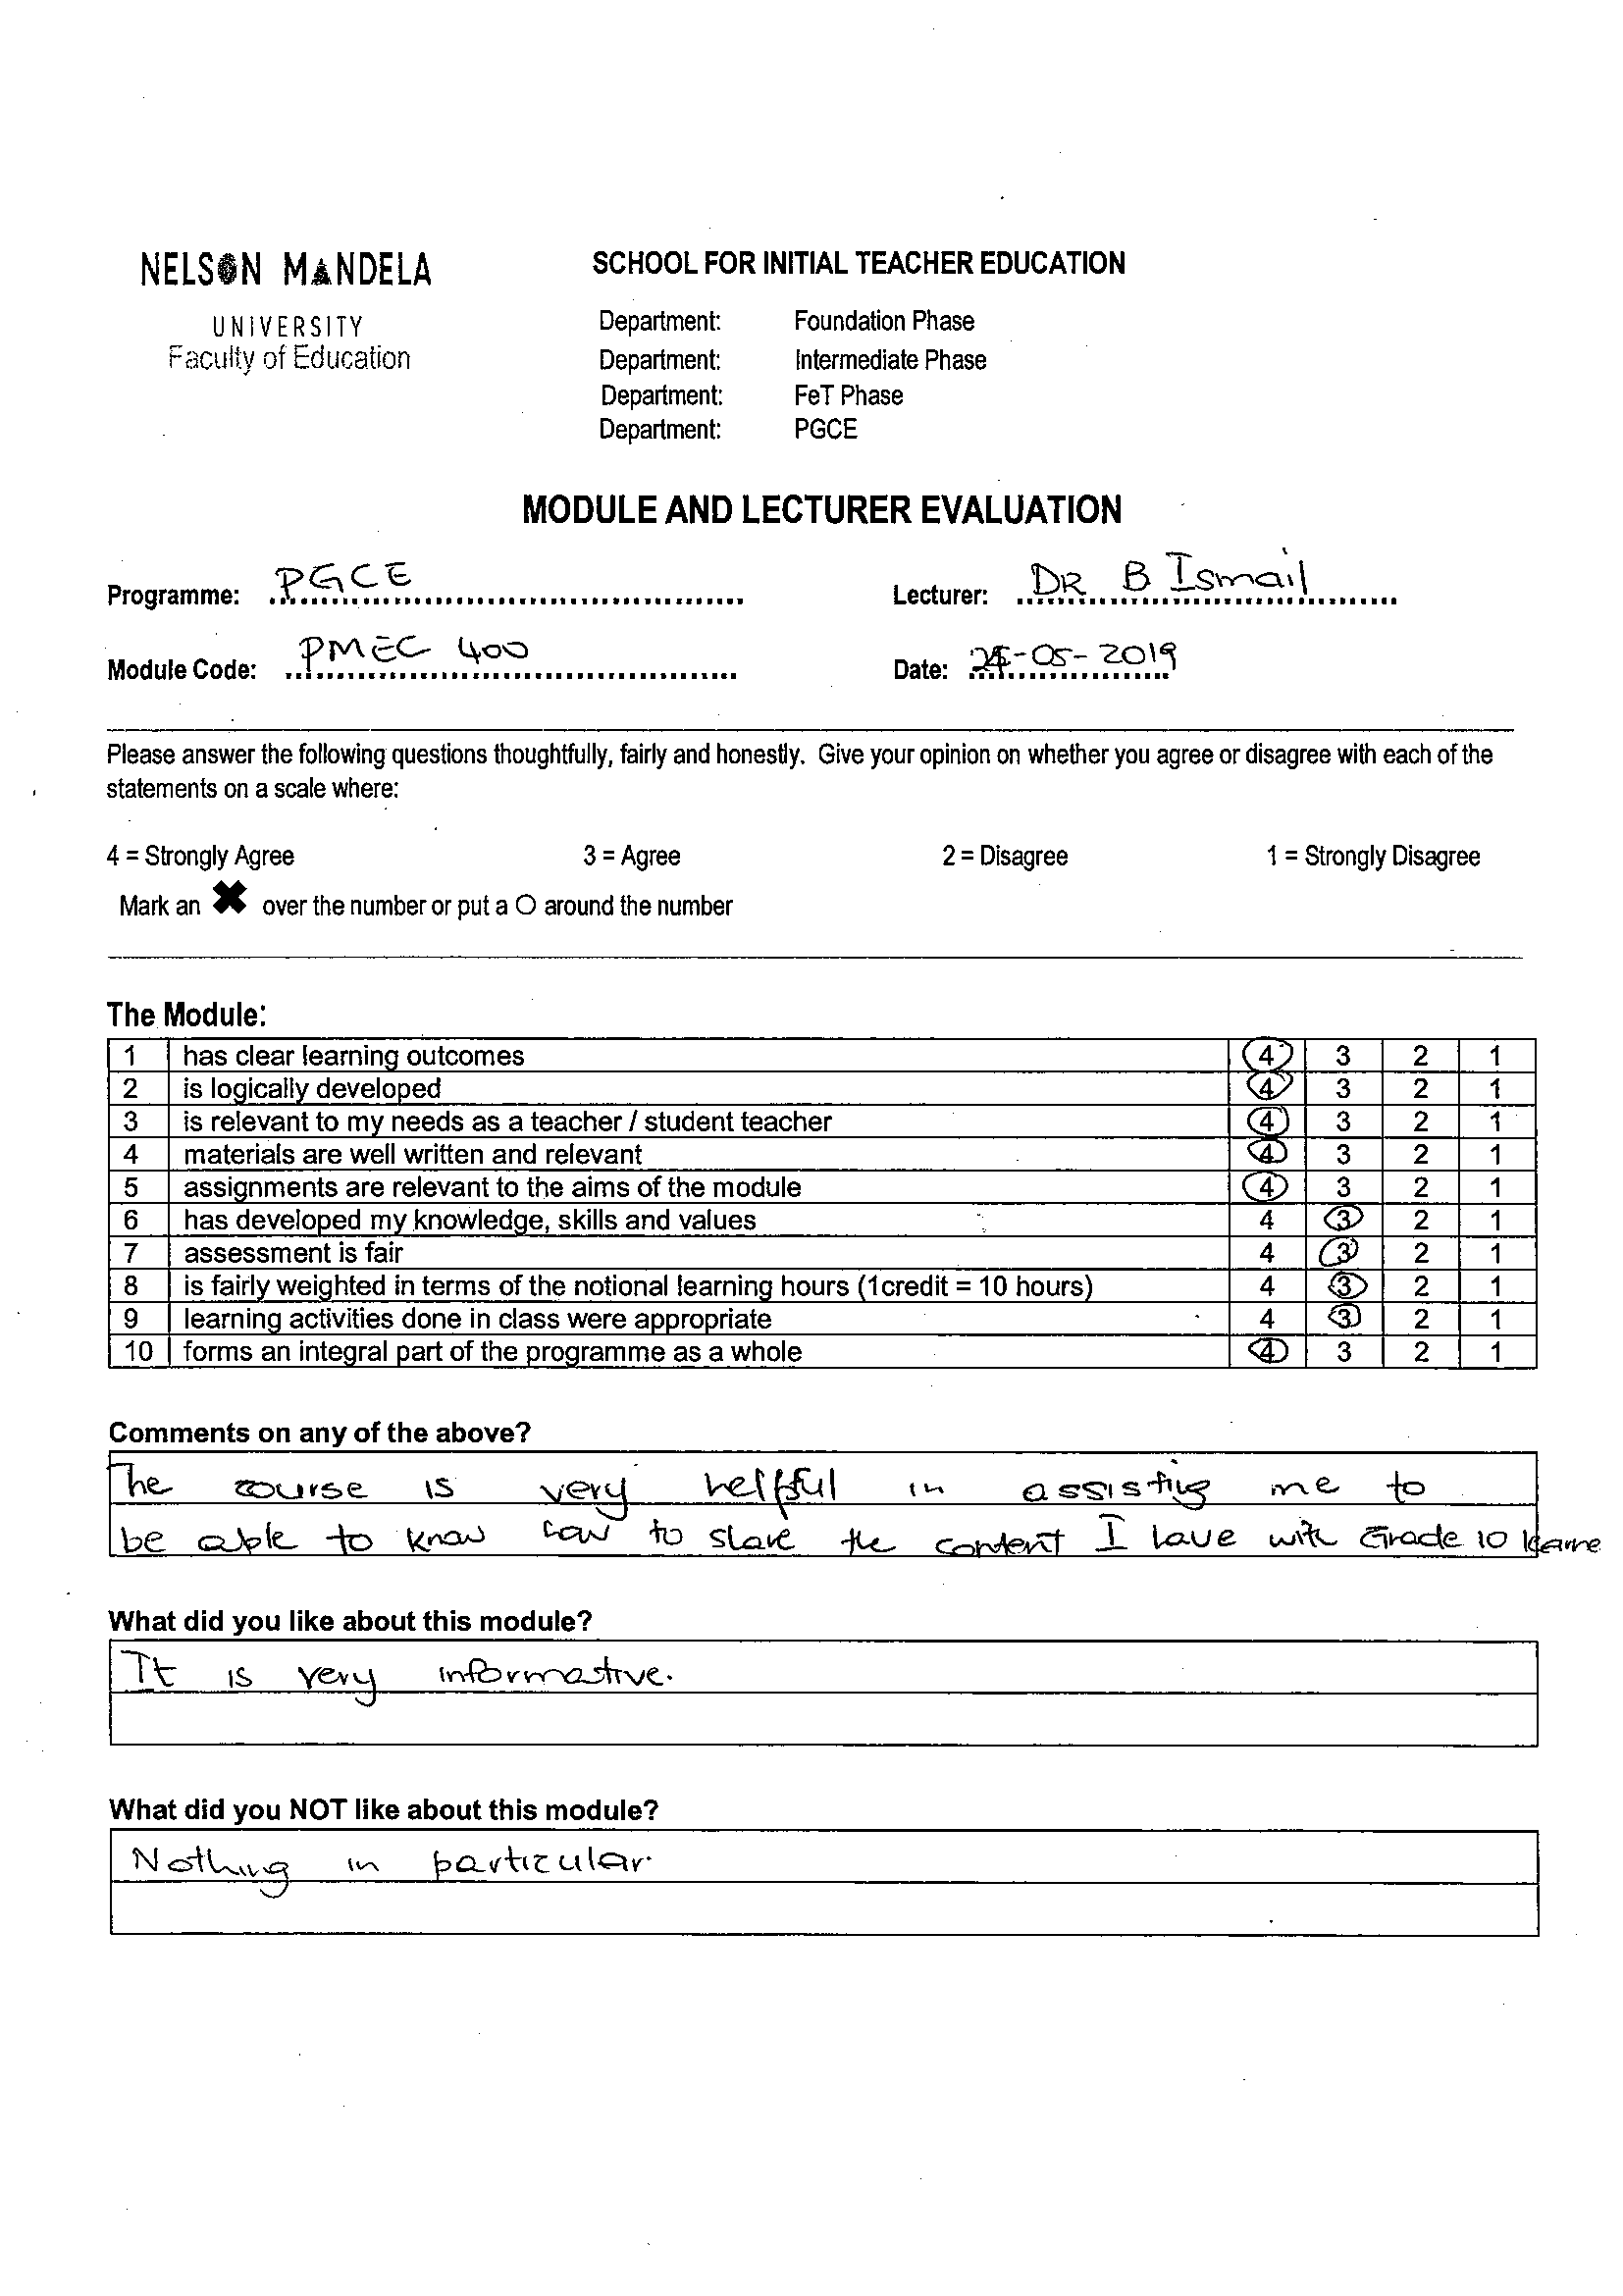 NELSON MANDELA
UNIVERSITY
Faculty of Education
SCHOOL FOR INITIAL TEACHER EDUCATION
Department: Foundation Phase
Department: Intermediate Phase
Department: FeT Phase
Department: PGCE
MODULE AND LECTURER EVALUATION
Programme: PGCE Lecturer: DR B Ismail
Module Code: PMEC 400 Date: 24-05-2019
Please answer the following questions thoughtfully, fairly and honestly. Give your opinion on whether you agree or disagree with each of the
statements on a scale where:
4 = Strongly Agree 3 = Agree 2 = Disagree 1 = Strongly Disagree
Mark an ✖ over the number or put a O around the number
The Module:
1 has clear learning outcomes 4 3 2 1
2 is logically developed 4 3 2 1
3 is relevant to my needs as a teacher / student teacher 4 3 2 1
4 materials are well written and relevant 4 3 2 1
5 assignments are relevant to the aims of the module 4 3 2 1
6 has developed my knowledge, skills and values 4 3 2 1
7 assessment is fair 4 3 2 1
8 is fairly weighted in terms of the notional learning hours (1credit = 10 hours) 4 3 2 1
9 learning activities done in class were appropriate 4 3 2 1
10 forms an integral part of the programme as a whole 4 3 2 1
Comments on any of the above?
The course is very helpful in assisting me to
be able to know how to share the content I have with Grade 10 learne
What did you like about this module?
It is very informative.
What did you NOT like about this module?
Nothing in particular.